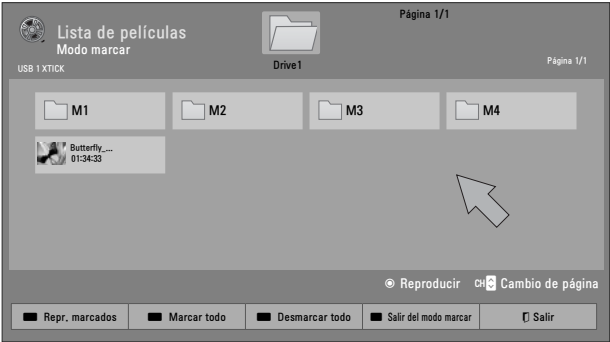 Página 1/1
Lista de películas
Modo marcar
USB 1 XTICK
Drive1
Página 1/1
M1
M2
M3
M4
Butterfly_...
01:34:33
Reproducir
CH
Cambio de página
Repr. marcados
Marcar todo
Desmarcar todo
Salir del modo marcar
Salir